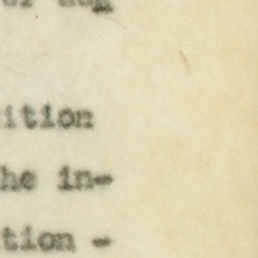 ition
he in-
tion -